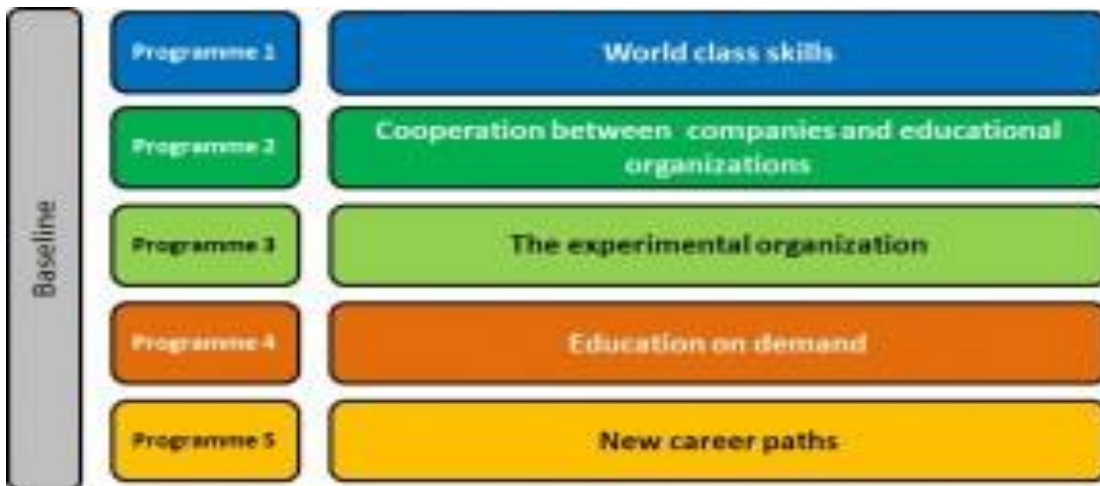 Baseline
Programme 1
World class skills
Programme 2
Cooperation between companies and educational
organizations
Programme 3
The experimental organization
Programme 4
Education on demand
Programme 5
New career paths